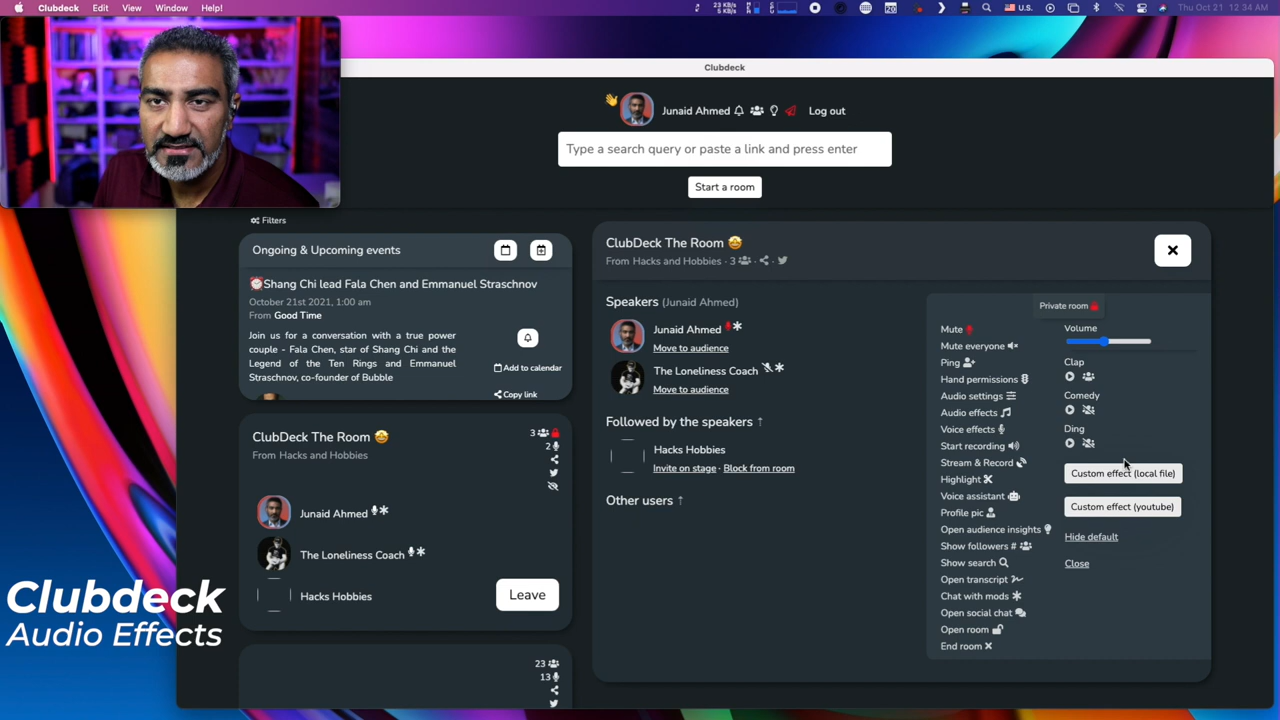 Clubdeck Edit View Window Help!
23 KB/s
5 KB/s
U.S.
Thu Oct 21 12:34 AM
Clubdeck
Junaid Ahmed
Log out
Type a search query or paste a link and press enter
Start a room
Filters
Ongoing & Upcoming events
⏰Shang Chi lead Fala Chen and Emmanuel Straschnov
October 21st 2021, 1:00 am
From Good Time
Join us for a conversation with a true power
couple - Fala Chen, star of Shang Chi and the
Legend of the Ten Rings and Emmanuel
Straschnov, co-founder of Bubble
Add to calendar
Copy link
ClubDeck The Room 🤩
From Hacks and Hobbies
3
2
Junaid Ahmed
The Loneliness Coach
Hacks Hobbies
Leave
23
13
ClubDeck The Room 🤩
From Hacks and Hobbies · 3 · ·
Speakers (Junaid Ahmed)
Junaid Ahmed
Move to audience
The Loneliness Coach
Move to audience
Followed by the speakers ↑
Hacks Hobbies
Invite on stage · Block from room
Other users ↑
Private room
Mute
Mute everyone
Ping
Hand permissions
Audio settings
Audio effects
Voice effects
Start recording
Stream & Record
Highlight
Voice assistant
Profile pic
Open audience insights
Show followers #
Show search
Open transcript
Chat with mods
Open social chat
Open room
End room
Volume
Clap
Comedy
Ding
Custom effect (local file)
Custom effect (youtube)
Hide default
Close
Clubdeck
Audio Effects